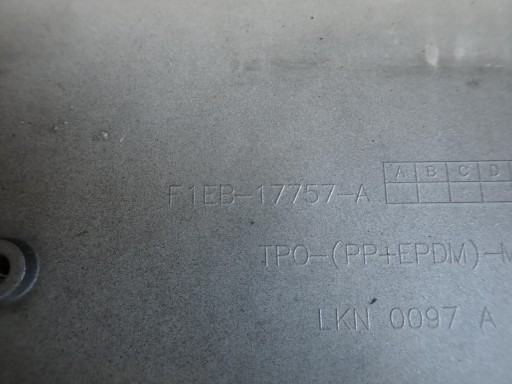 A B C D
F1EB-17757-A
TPO-(PP+EPDM)-M
LKN 0097 A